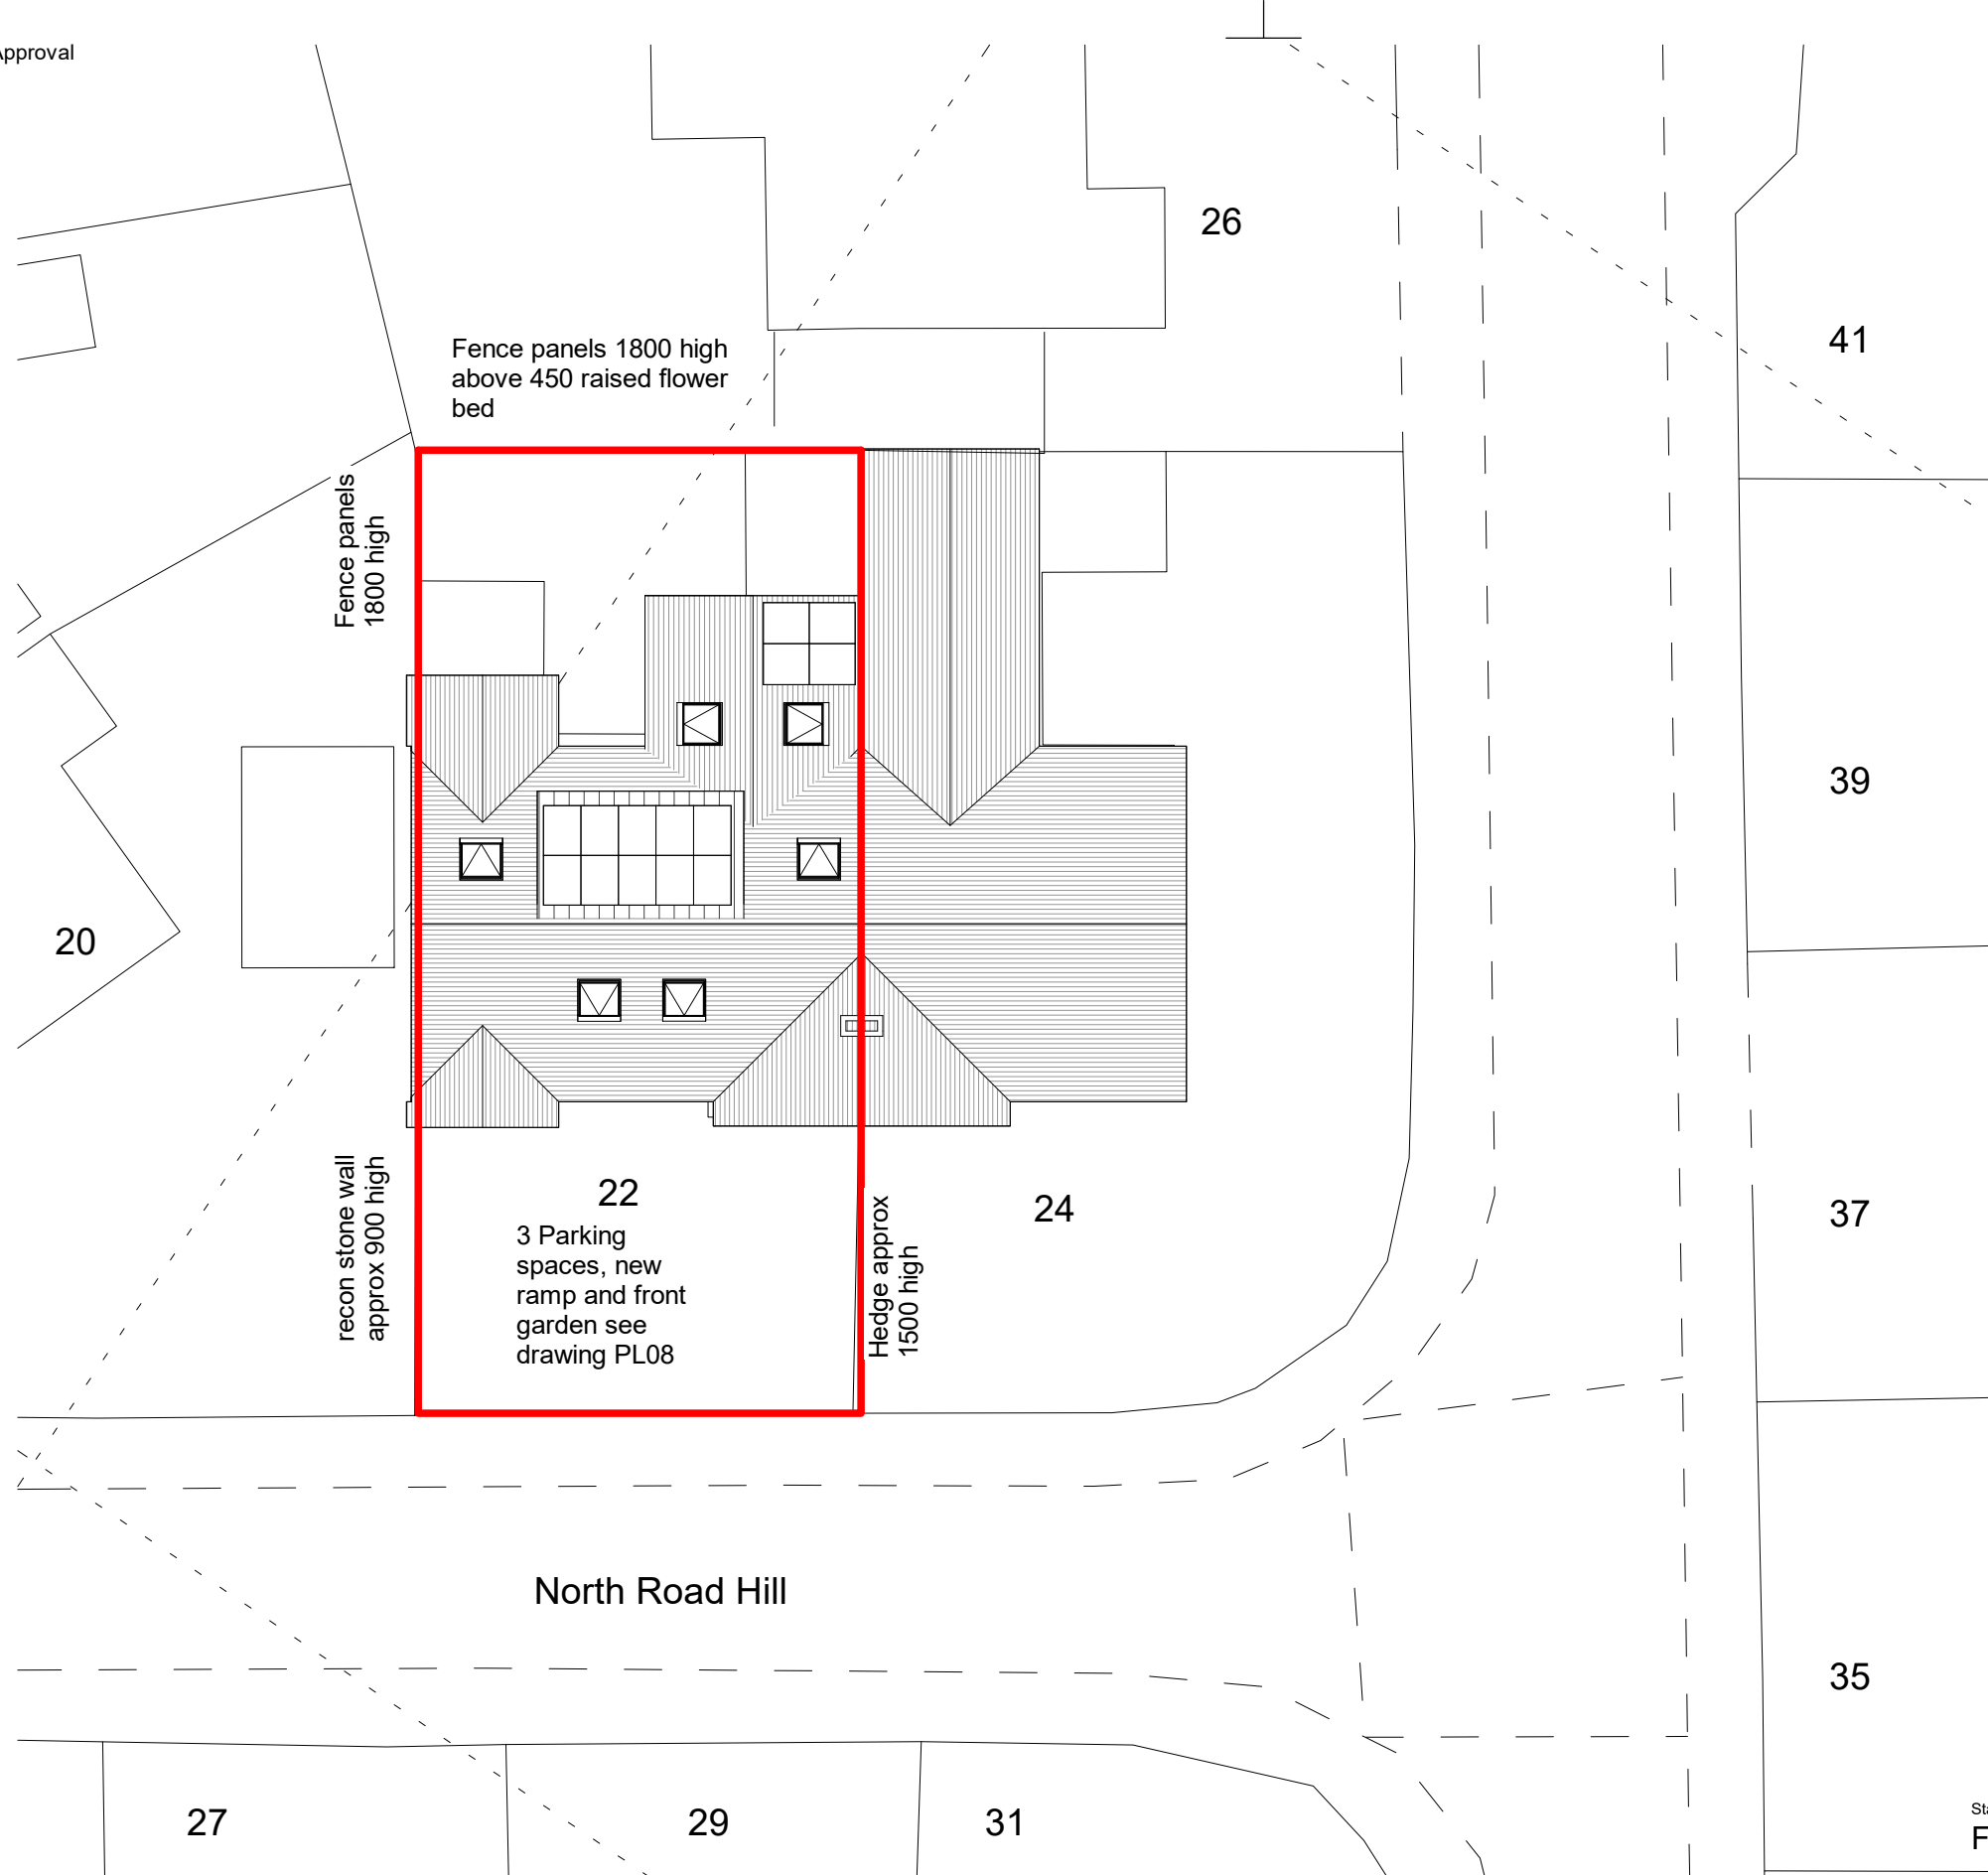 Approval
26
41
Fence panels 1800 high
above 450 raised flower
bed
Fence panels
1800 high
39
20
22
3 Parking
spaces, new
ramp and front
garden see
drawing PL08
recon stone wall
approx 900 high
Hedge approx
1500 high
24
37
North Road Hill
35
27
29
31